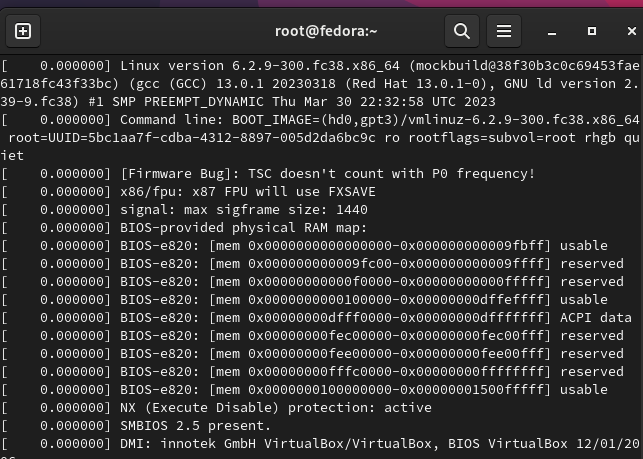 root@fedora:~
[    0.000000] Linux version 6.2.9-300.fc38.x86_64 (mockbuild@38f30b3c0c69453fae
61718fc43f33bc) (gcc (GCC) 13.0.1 20230318 (Red Hat 13.0.1-0), GNU ld version 2.
39-9.fc38) #1 SMP PREEMPT_DYNAMIC Thu Mar 30 22:32:58 UTC 2023
[    0.000000] Command line: BOOT_IMAGE=(hd0,gpt3)/vmlinuz-6.2.9-300.fc38.x86_64
root=UUID=5bc1aa7f-cdba-4312-8897-005d2da6bc9c ro rootflags=subvol=root rhgb qu
iet
[    0.000000] [Firmware Bug]: TSC doesn't count with P0 frequency!
[    0.000000] x86/fpu: x87 FPU will use FXSAVE
[    0.000000] signal: max sigframe size: 1440
[    0.000000] BIOS-provided physical RAM map:
[    0.000000] BIOS-e820: [mem 0x0000000000000000-0x000000000009fbff] usable
[    0.000000] BIOS-e820: [mem 0x000000000009fc00-0x000000000009ffff] reserved
[    0.000000] BIOS-e820: [mem 0x00000000000f0000-0x00000000000fffff] reserved
[    0.000000] BIOS-e820: [mem 0x0000000000100000-0x00000000dffeffff] usable
[    0.000000] BIOS-e820: [mem 0x00000000dfff0000-0x00000000dfffffff] ACPI data
[    0.000000] BIOS-e820: [mem 0x00000000fec00000-0x00000000fec00fff] reserved
[    0.000000] BIOS-e820: [mem 0x00000000fee00000-0x00000000fee00fff] reserved
[    0.000000] BIOS-e820: [mem 0x00000000fffc0000-0x00000000ffffffff] reserved
[    0.000000] BIOS-e820: [mem 0x0000000100000000-0x00000001500fffff] usable
[    0.000000] NX (Execute Disable) protection: active
[    0.000000] SMBIOS 2.5 present.
[    0.000000] DMI: innotek GmbH VirtualBox/VirtualBox, BIOS VirtualBox 12/01/20